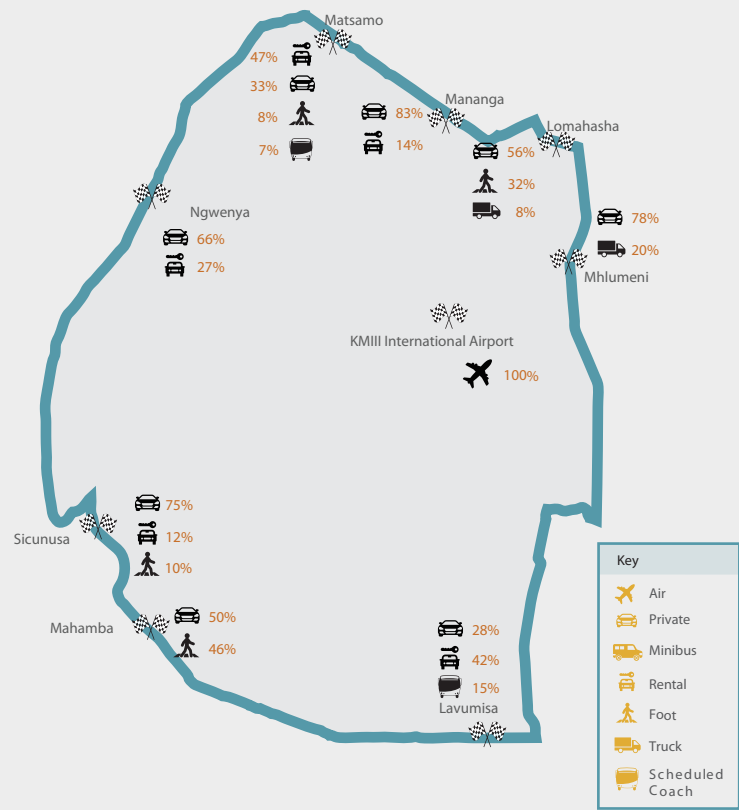 Matsamo
47%
33%
8%
7%
Mananga
83%
14%
Lomahasha
56%
32%
8%
Ngwenya
66%
27%
78%
20%
Mhlumeni
KMIII International Airport
100%
Sicunusa
75%
12%
10%
Mahamba
50%
46%
28%
42%
15%
Lavumisa
Key
Air
Private
Minibus
Rental
Foot
Truck
Scheduled
Coach